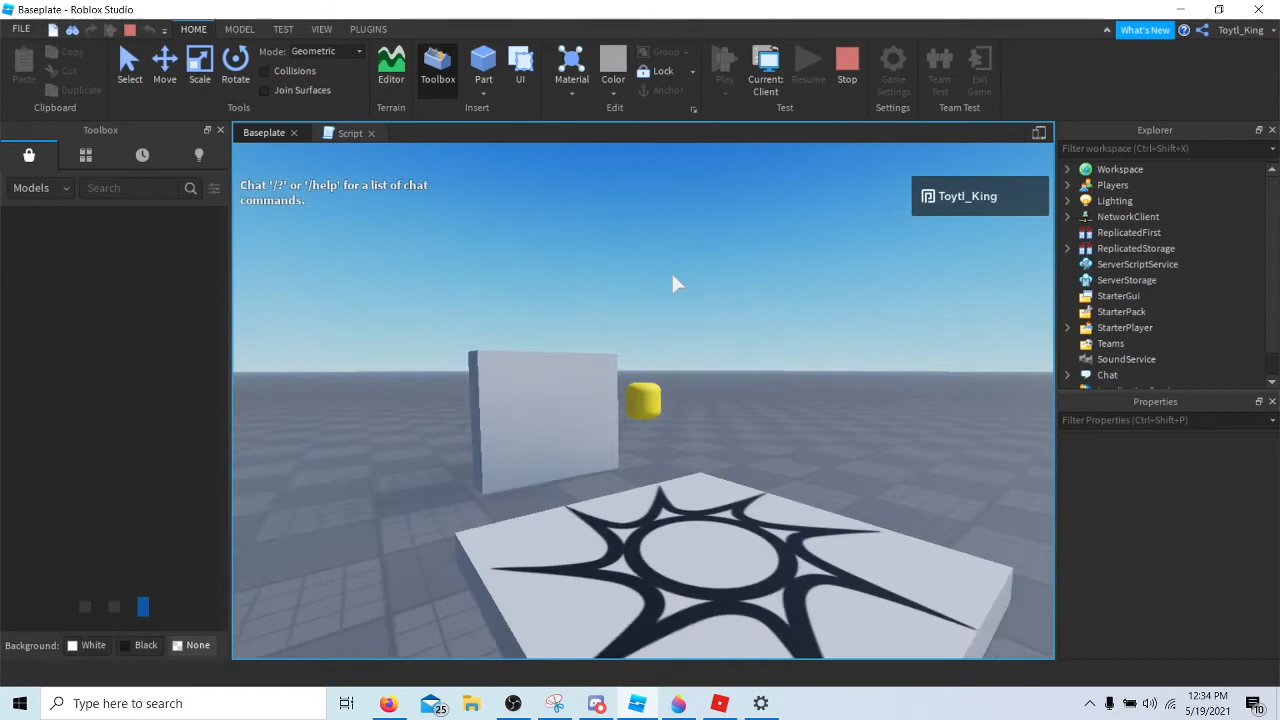 Baseplate - Roblox Studio
FILE HOME MODEL TEST VIEW PLUGINS What's New Toytl_King
Paste Copy Cut Duplicate Select Move Scale Rotate Mode: Geometric Collisions Join Surfaces Editor Toolbox Part UI Material Color Group Lock Anchor Play Current: Client Resume Stop Game Settings Team Test Exit Game
Clipboard Tools Terrain Insert Edit Test Settings Team Test
Toolbox
Models Search
Background: White Black None
Baseplate Script
Chat '/?' or '/help' for a list of chat
commands.
Toytl_King
Explorer
Filter workspace (Ctrl+Shift+X)
Workspace
Players
Lighting
NetworkClient
ReplicatedFirst
ReplicatedStorage
ServerScriptService
ServerStorage
StarterGui
StarterPack
StarterPlayer
Teams
SoundService
Chat
Properties
Filter Properties (Ctrl+Shift+P)
Type here to search
25
12:34 PM
5/19/2021
10